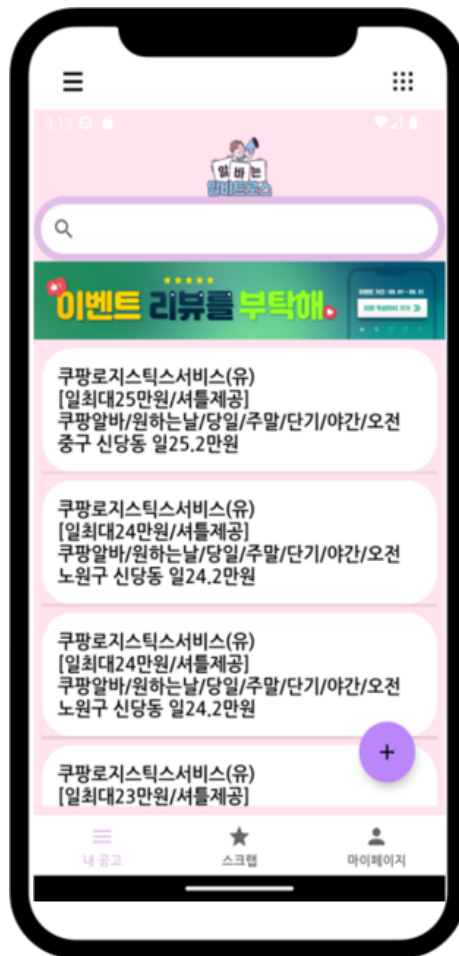 3:13
알 바 는
알바트로스
이벤트 리뷰를 부탁해
쿠팡로지스틱스서비스(유)
[일최대25만원/셔틀제공]
쿠팡알바/원하는날/당일/주말/단기/야간/오전
중구 신당동 일25.2만원
쿠팡로지스틱스서비스(유)
[일최대24만원/셔틀제공]
쿠팡알바/원하는날/당일/주말/단기/야간/오전
노원구 신당동 일24.2만원
쿠팡로지스틱스서비스(유)
[일최대24만원/셔틀제공]
쿠팡알바/원하는날/당일/주말/단기/야간/오전
노원구 신당동 일24.2만원
쿠팡로지스틱스서비스(유)
[일최대23만원/셔틀제공]
+
내 공고
스크랩
마이페이지